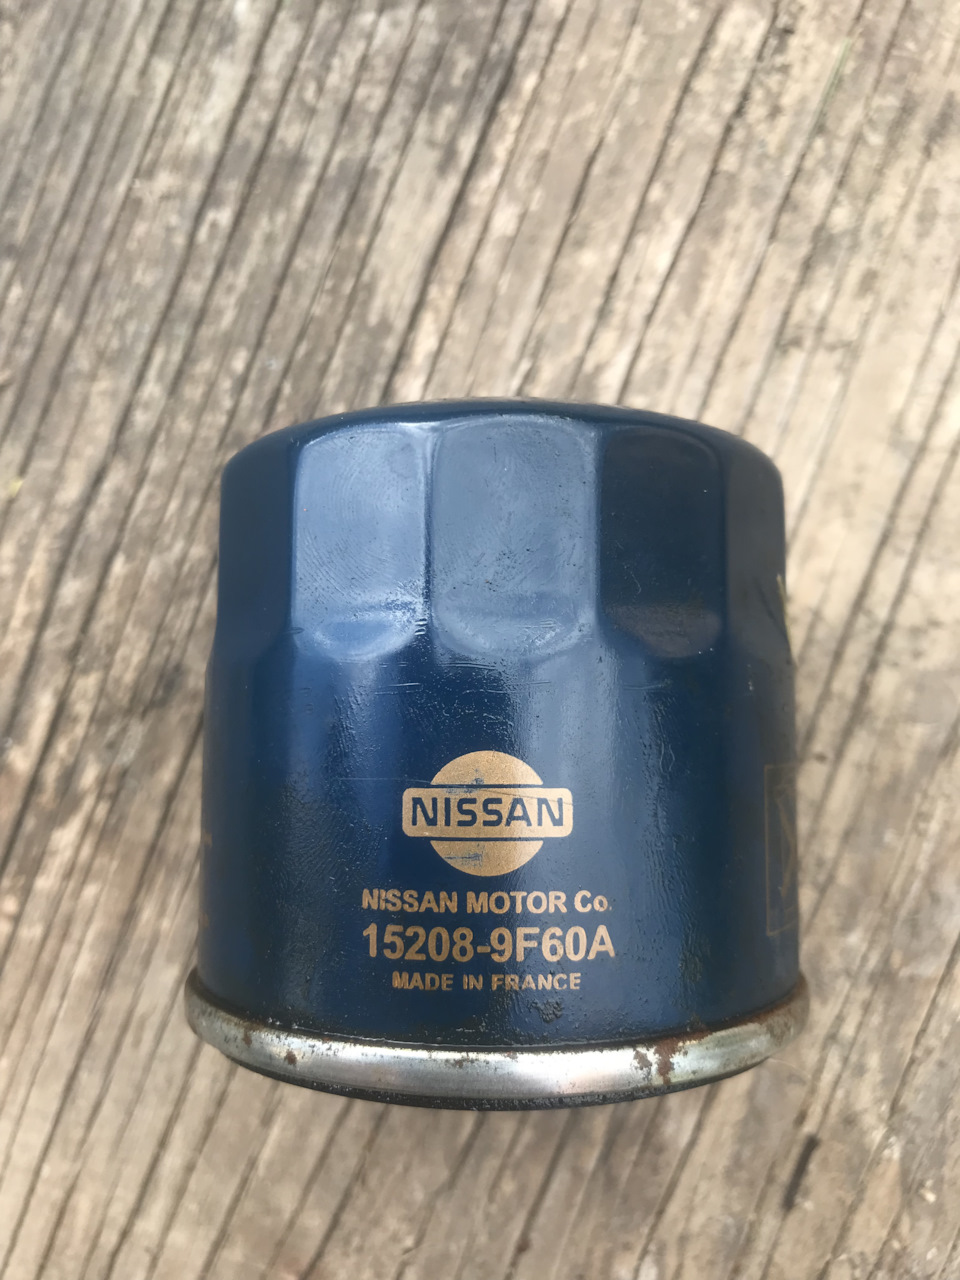 NISSAN
NISSAN MOTOR Co.
15208-9F60A
MADE IN FRANCE